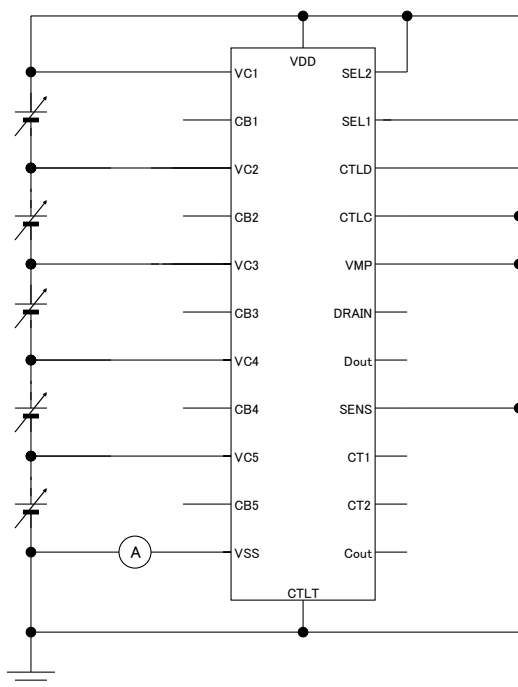 VDD
VC1
SEL2
CB1
SEL1
VC2
CTLD
CB2
CTLC
VC3
VMP
CB3
DRAIN
VC4
Dout
CB4
SENS
VC5
CT1
CB5
CT2
A
VSS
Cout
CTLT